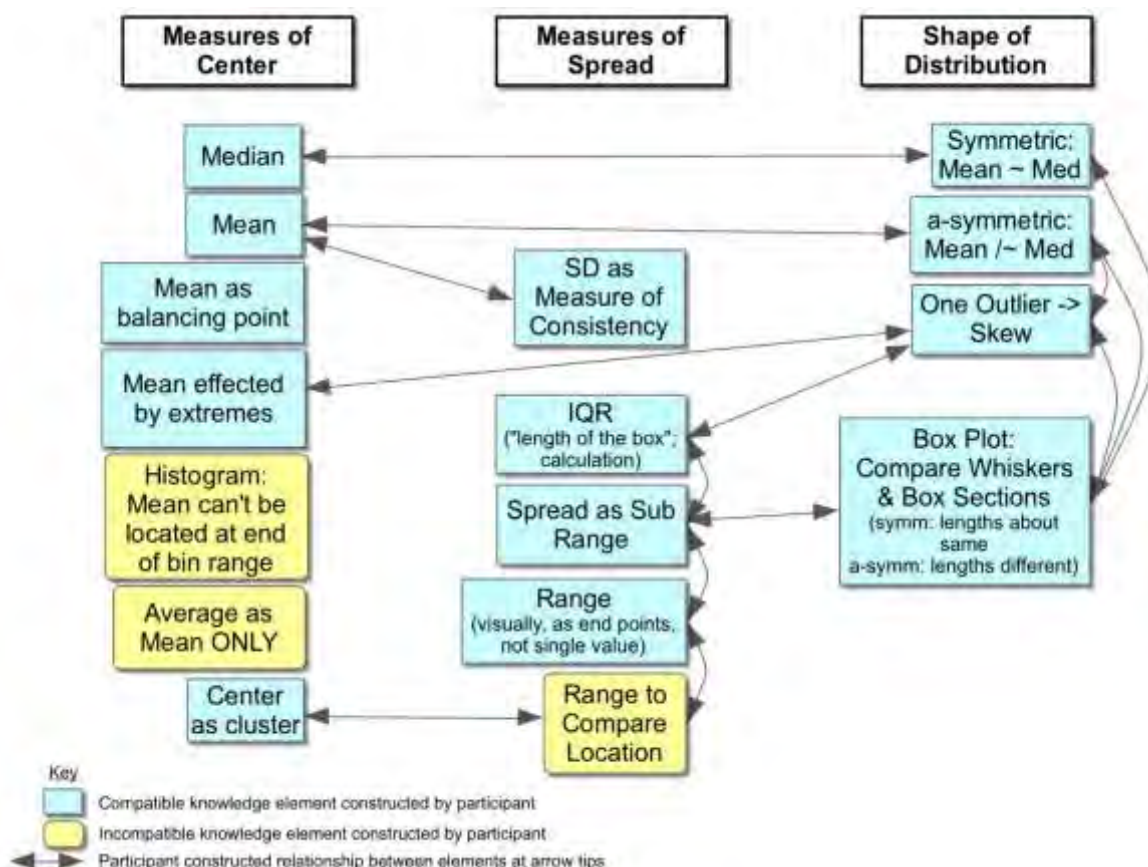 Measures of
Center
Measures of
Spread
Shape of
Distribution
Median
Mean
Mean as
balancing point
Mean effected
by extremes
Histogram:
Mean can't be
located at end
of bin range
Average as
Mean ONLY
Center
as cluster
SD as
Measure of
Consistency
IQR
("length of the box";
calculation)
Spread as Sub
Range
Range
(visually, as end points,
not single value)
Range to
Compare
Location
Symmetric:
Mean ~ Med
a-symmetric:
Mean /~ Med
One Outlier ->
Skew
Box Plot:
Compare Whiskers
& Box Sections
(symm: lengths about
same
a-symm: lengths different)
Key
Compatible knowledge element constructed by participant
Incompatible knowledge element constructed by participant
Participant constructed relationship between elements at arrow tips